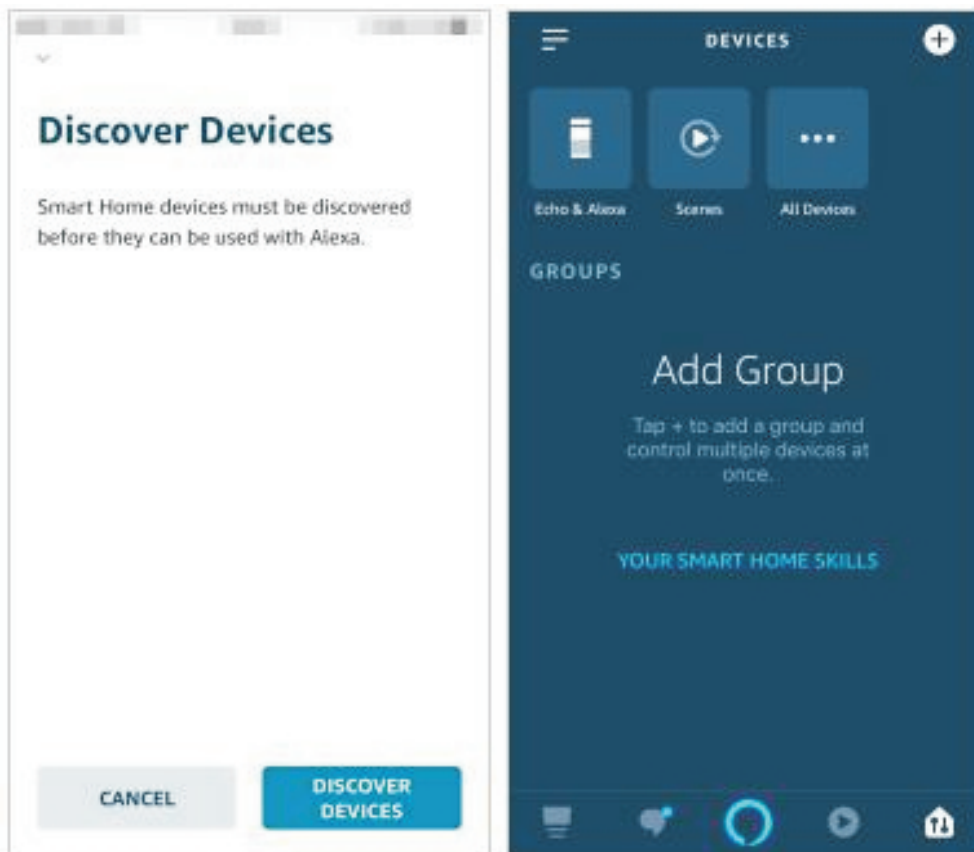 Discover Devices
Smart Home devices must be discovered
before they can be used with Alexa.
CANCEL
DISCOVER
DEVICES
DEVICES
Echo & Alexa
Scenes
All Devices
GROUPS
Add Group
Tap + to add a group and
control multiple devices at
once.
YOUR SMART HOME SKILLS